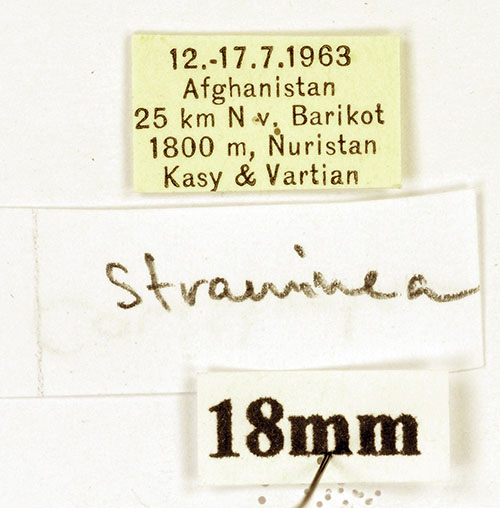 12.-17.7.1963
Afghanistan
25 km N v. Barikot
1800 m, Nuristan
Kasy & Vartian
straminea
18mm